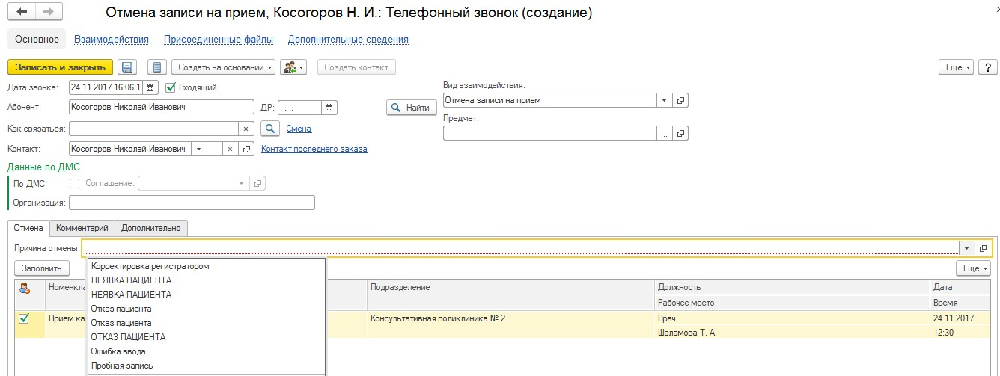 Отмена записи на прием, Косогоров Н. И.: Телефонный звонок (создание)
Основное Взаимодействия Присоединенные файлы Дополнительные сведения
Записать и закрыть Создать на основании Создать контакт Еще ?
Дата звонка: 24.11.2017 16:06:1 Входящий
Вид взаимодействия:
Абонент: Косогоров Николай Иванович ДР: . . Найти
Отмена записи на прием
Предмет:
Как связаться: - Смена
...
Контакт: Косогоров Николай Иванович ... Контакт последнего заказа
Данные по ДМС
По ДМС: Соглашение:
Организация:
Отмена Комментарий Дополнительно
Причина отмены:
Заполнить Еще
Корректировка регистратором
НЕЯВКА ПАЦИЕНТА
НЕЯВКА ПАЦИЕНТА
Отказ пациента
Отказ пациента
ОТКАЗ ПАЦИЕНТА
Ошибка ввода
Пробная запись
Номенкла Подразделение Должность Дата
Рабочее место Время
Прием ка Консультативная поликлиника № 2 Врач 24.11.2017
Шаламова Т. А. 12:30